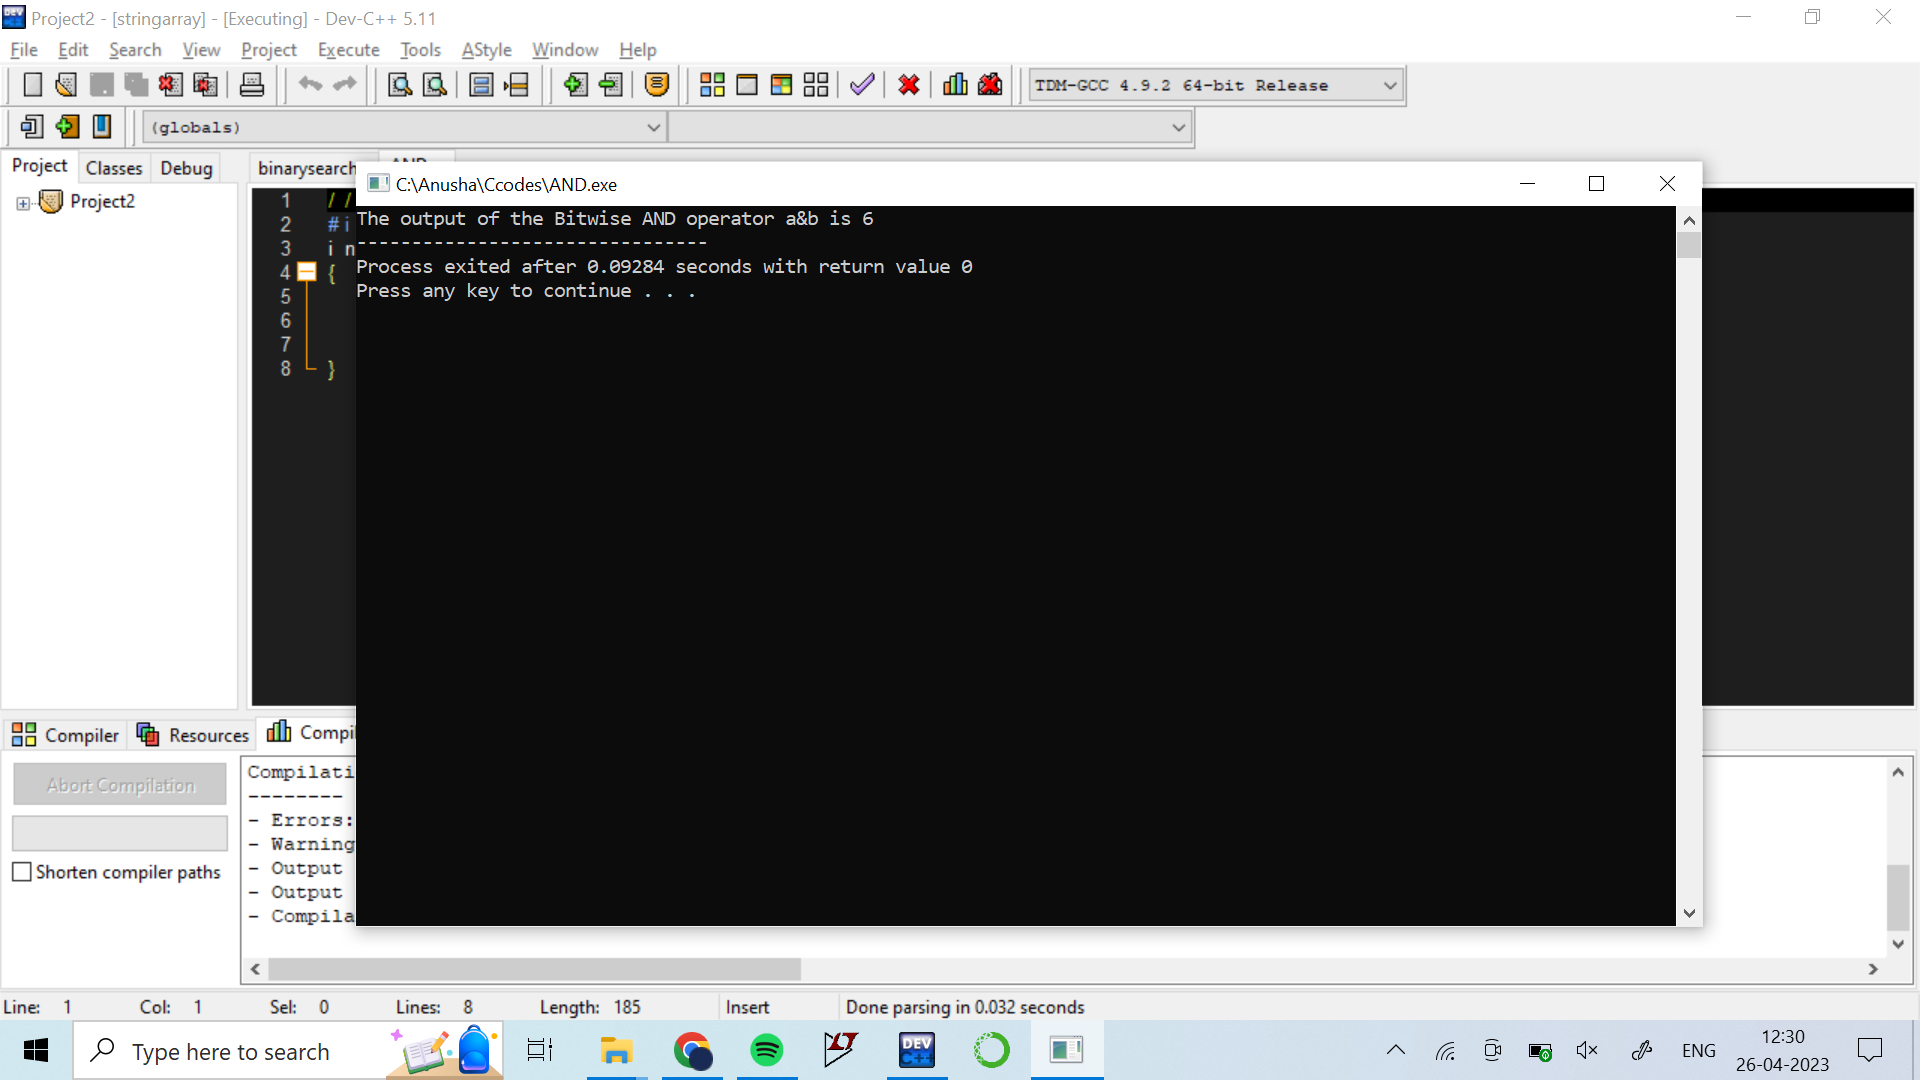 Project2 - [stringarray] - [Executing] - Dev-C++ 5.11
File Edit Search View Project Execute Tools AStyle Window Help
TDM-GCC 4.9.2 64-bit Release
(globals)
Project Classes Debug
binarysearch
Project2
1 //
2 #i
3 in
4 {
5
6
7
8 }
C:\Anusha\Ccodes\AND.exe
The output of the Bitwise AND operator a&b is 6
--------------------------------
Process exited after 0.09284 seconds with return value 0
Press any key to continue . . .
Compiler Resources Compil
Abort Compilation
Shorten compiler paths
Compilati
--------
- Errors:
- Warning
- Output
- Output
- Compila
Line: 1 Col: 1 Sel: 0 Lines: 8 Length: 185 Insert Done parsing in 0.032 seconds
Type here to search
DEV C++
ENG
12:30
26-04-2023